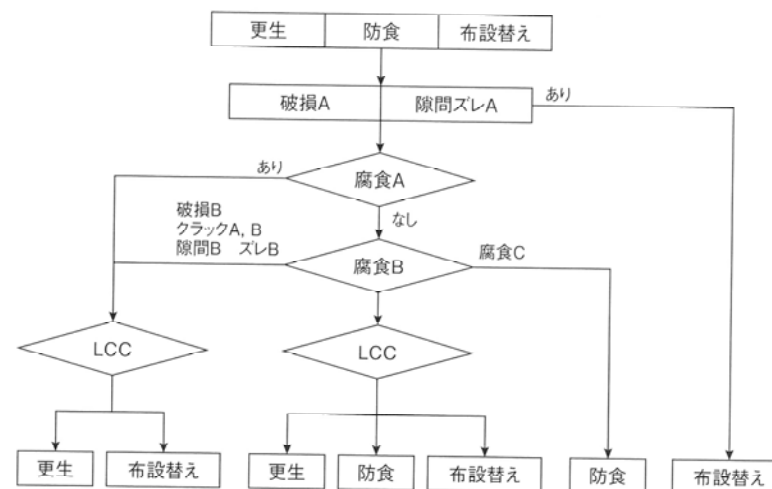 更生 防食 布設替え
破損A 隙間ズレA あり
あり 腐食A
なし
破損B
クラックA, B
隙間B ズレB
腐食B 腐食C
LCC LCC
更生 布設替え 更生 防食 布設替え 防食 布設替え